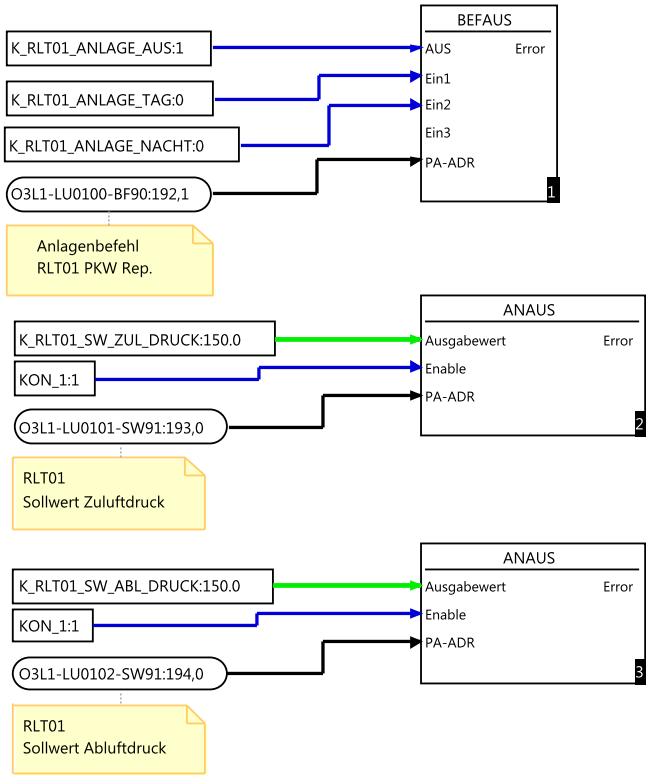 BEFAUS
K_RLT01_ANLAGE_AUS:1
AUS
Error
K_RLT01_ANLAGE_TAG:0
Ein1
Ein2
K_RLT01_ANLAGE_NACHT:0
Ein3
PA-ADR
O3L1-LU0100-BF90:192,1
1
Anlagenbefehl
RLT01 PKW Rep.
ANAUS
K_RLT01_SW_ZUL_DRUCK:150.0
Ausgabewert
Error
KON_1:1
Enable
PA-ADR
O3L1-LU0101-SW91:193,0
2
RLT01
Sollwert Zuluftdruck
ANAUS
K_RLT01_SW_ABL_DRUCK:150.0
Ausgabewert
Error
KON_1:1
Enable
PA-ADR
O3L1-LU0102-SW91:194,0
3
RLT01
Sollwert Abluftdruck